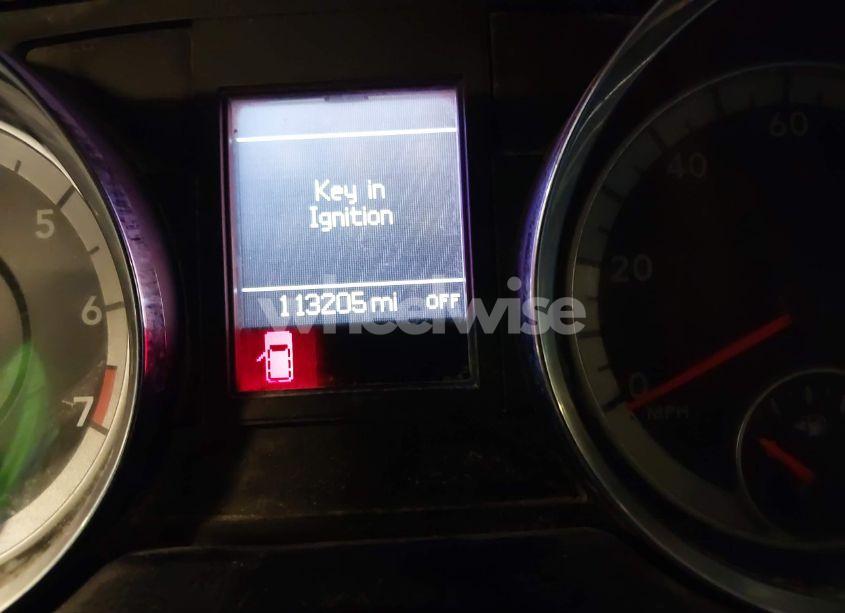 Key in
Ignition
113205 mi OFF
wheelwise
5
6
7
60
40
20
0
MPH